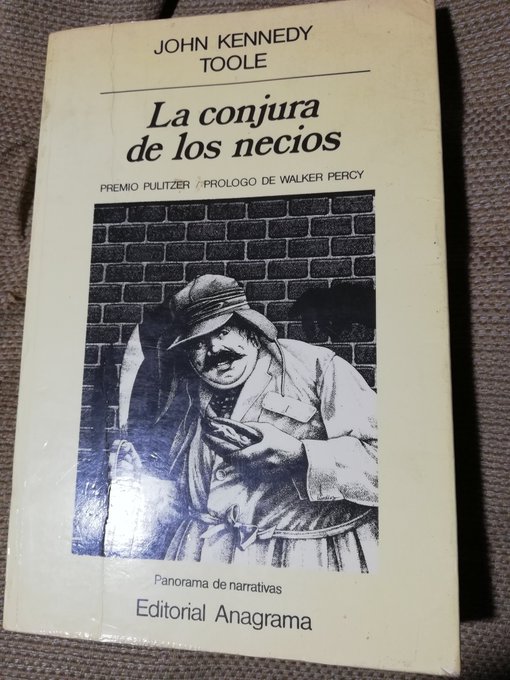 JOHN KENNEDY
TOOLE
La conjura
de los necios
PREMIO PULITZER / PROLOGO DE WALKER PERCY
Panorama de narrativas
Editorial Anagrama